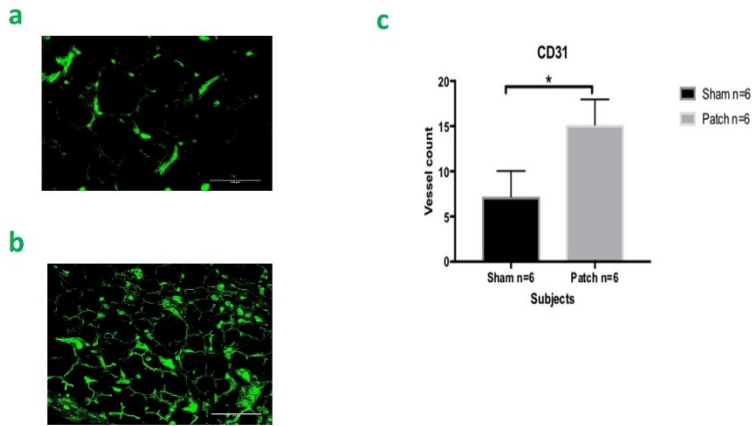 a
b
c
CD31
*
Sham n=6
Patch n=6
Vessel count
20
15
10
5
0
Sham n=6
Patch n=6
Subjects